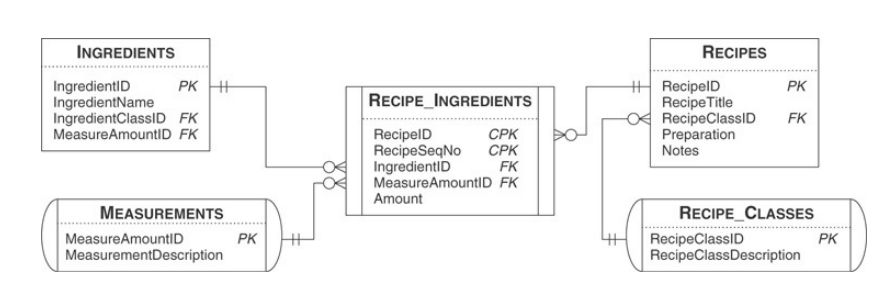 INGREDIENTS
IngredientID PK
IngredientName
IngredientClassID FK
MeasureAmountID FK
RECIPE_INGREDIENTS
RecipeID CPK
RecipeSeqNo CPK
IngredientID FK
MeasureAmountID FK
Amount
RECIPES
RecipeID PK
RecipeTitle
RecipeClassID FK
Preparation
Notes
MEASUREMENTS
MeasureAmountID PK
MeasurementDescription
RECIPE_CLASSES
RecipeClassID PK
RecipeClassDescription